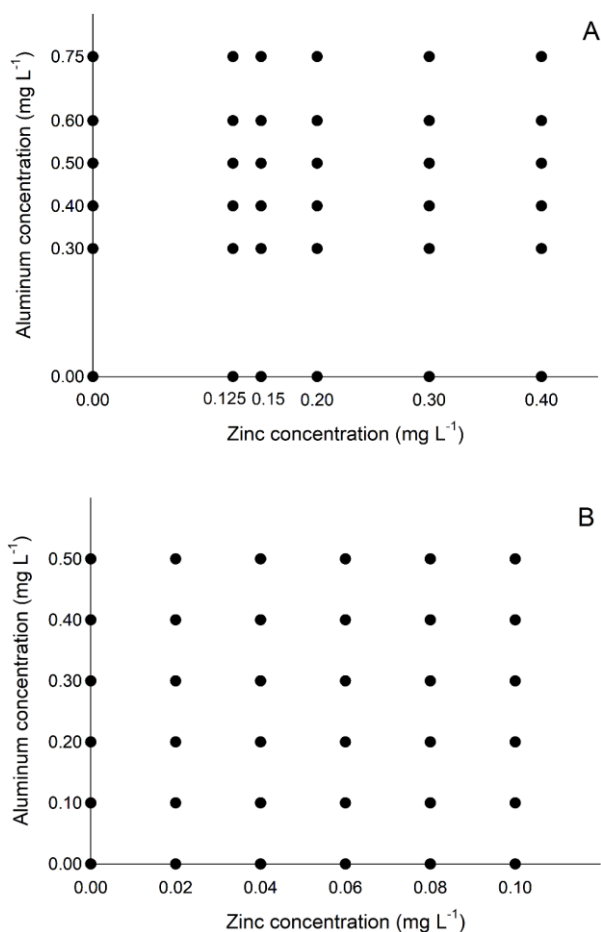 A
Aluminum concentration (mg L⁻¹)
0.75
0.60
0.50
0.40
0.30
0.00
0.00 0.125 0.15 0.20 0.30 0.40
Zinc concentration (mg L⁻¹)
B
Aluminum concentration (mg L⁻¹)
0.50
0.40
0.30
0.20
0.10
0.00
0.00 0.02 0.04 0.06 0.08 0.10
Zinc concentration (mg L⁻¹)